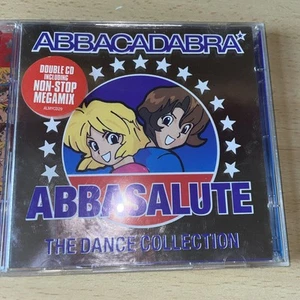 ABBACADABRA
DOUBLE CD
INCLUDING
NON-STOP
MEGAMIX
ABBASALUTE
THE DANCE COLLECTION